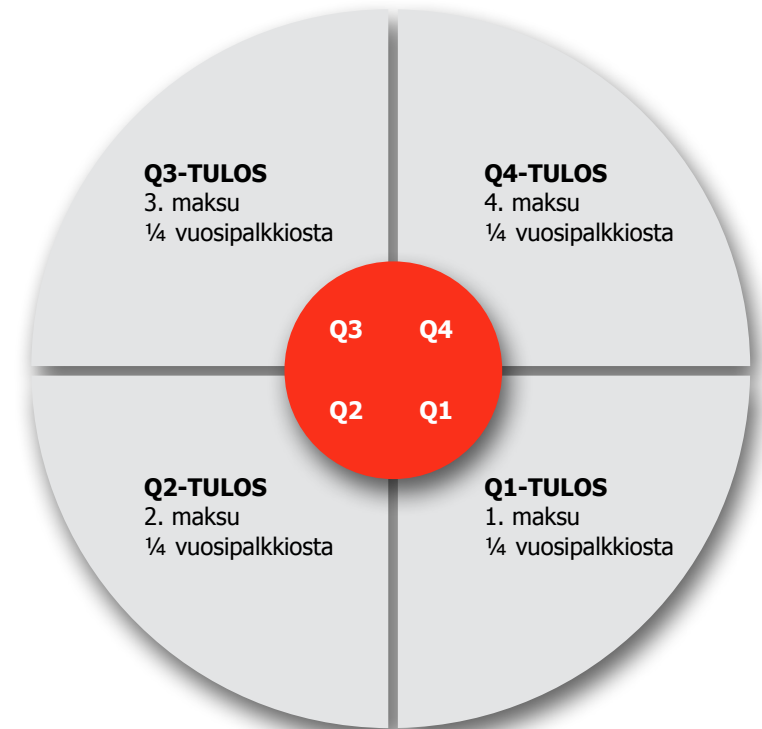 Q3-TULOS
3. maksu
¼ vuosipalkkiosta
Q4-TULOS
4. maksu
¼ vuosipalkkiosta
Q3 Q4
Q2 Q1
Q2-TULOS
2. maksu
¼ vuosipalkkiosta
Q1-TULOS
1. maksu
¼ vuosipalkkiosta